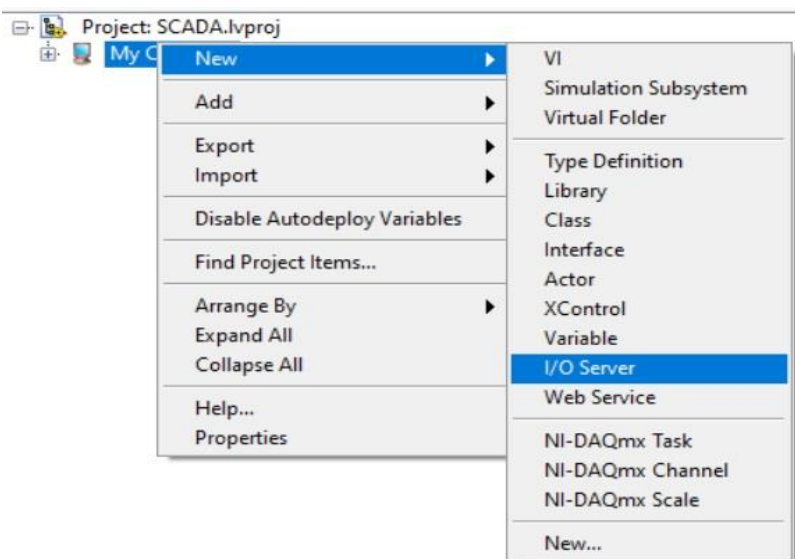 Project: SCADA.lvproj
My C
New
Add
Export
Import
Disable Autodeploy Variables
Find Project Items...
Arrange By
Expand All
Collapse All
Help...
Properties
VI
Simulation Subsystem
Virtual Folder
Type Definition
Library
Class
Interface
Actor
XControl
Variable
I/O Server
Web Service
NI-DAQmx Task
NI-DAQmx Channel
NI-DAQmx Scale
New...